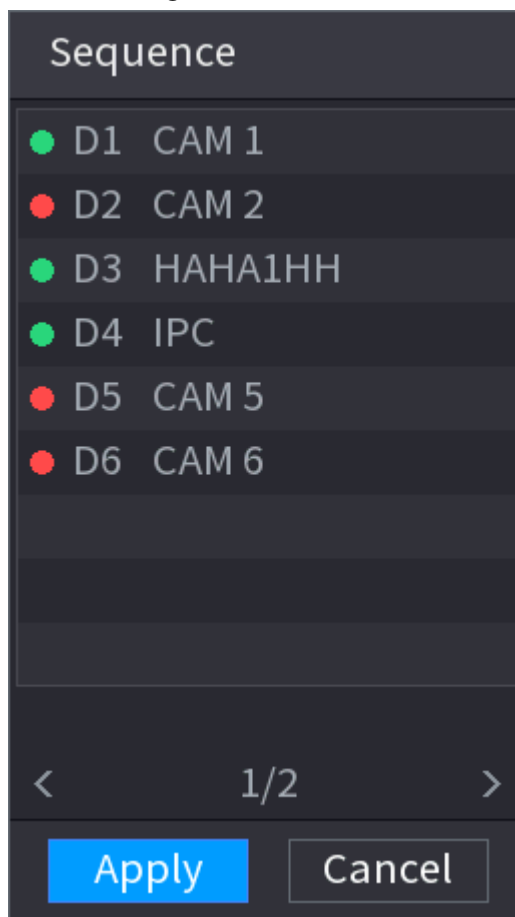 Sequence
D1 CAM 1
D2 CAM 2
D3 HAHA1HH
D4 IPC
D5 CAM 5
D6 CAM 6
< 1/2 >
Apply Cancel